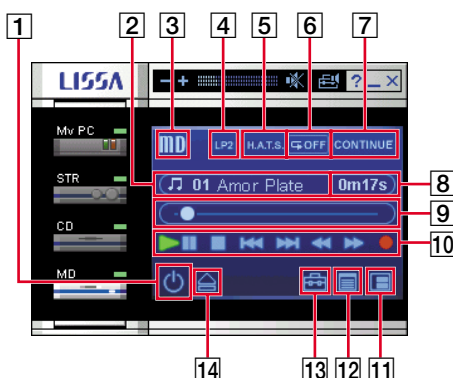 1 2 3 4 5 6 7
LISSA - + ? _ ×
My PC
MD LP2 H.A.T.S. OFF CONTINUE
STR
01 Amor Plate 0m17s 8
9
CD
10
MD
14 13 12 11